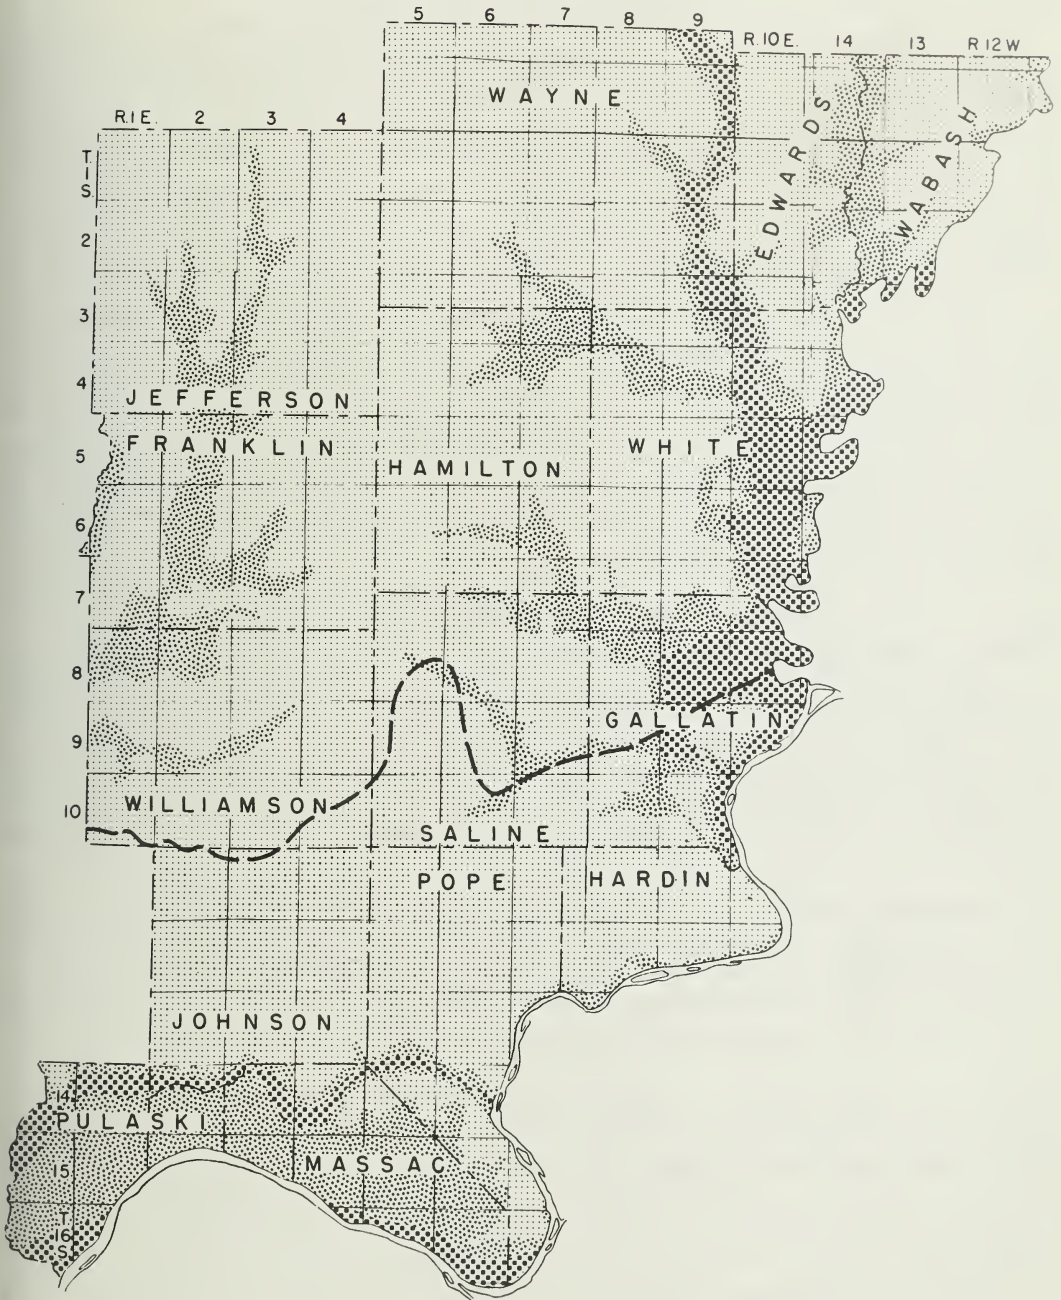 5 6 7 8 9
R. 10 E. 14 13 R 12 W
WAYNE
EDWARDS
WABASH
R. 1 E. 2 3 4
T
1
S.
2
3
4
JEFFERSON
FRANKLIN
5
HAMILTON
WHITE
6
7
8
GALLATIN
9
10
WILLIAMSON
SALINE
POPE
HARDIN
JOHNSON
14
PULASKI
MASSAC
15
T.
16
S.